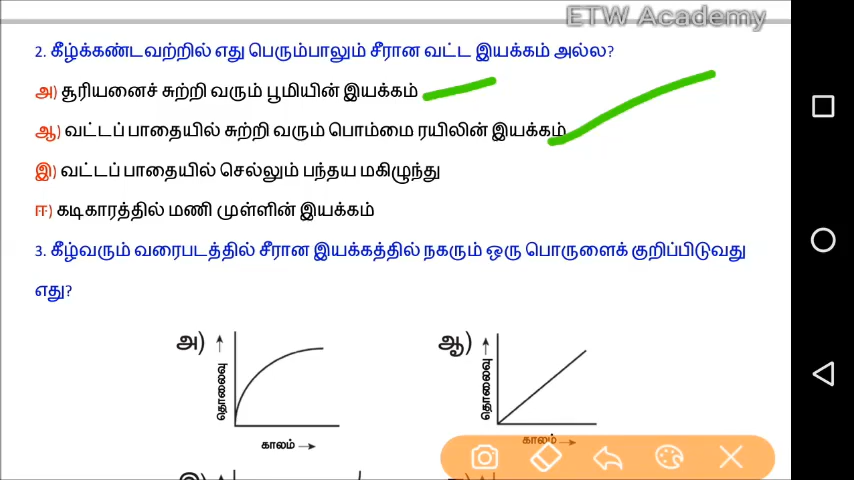 ETW Academy
2. கீழ்க்கண்டவற்றில் எது பெரும்பாலும் சீரான வட்ட இயக்கம் அல்ல?
அ) சூரியனைச் சுற்றி வரும் பூமியின் இயக்கம்
ஆ) வட்டப் பாதையில் சுற்றி வரும் பொம்மை ரயிலின் இயக்கம்
இ) வட்டப் பாதையில் செல்லும் பந்தய மகிழுந்து
ஈ) கடிகாரத்தில் மணி முள்ளின் இயக்கம்
3. கீழ்வரும் வரைபடத்தில் சீரான இயக்கத்தில் நகரும் ஒரு பொருளைக் குறிப்பிடுவது
எது?
அ)
தொலைவு
காலம்
ஆ)
தொலைவு
காலம்